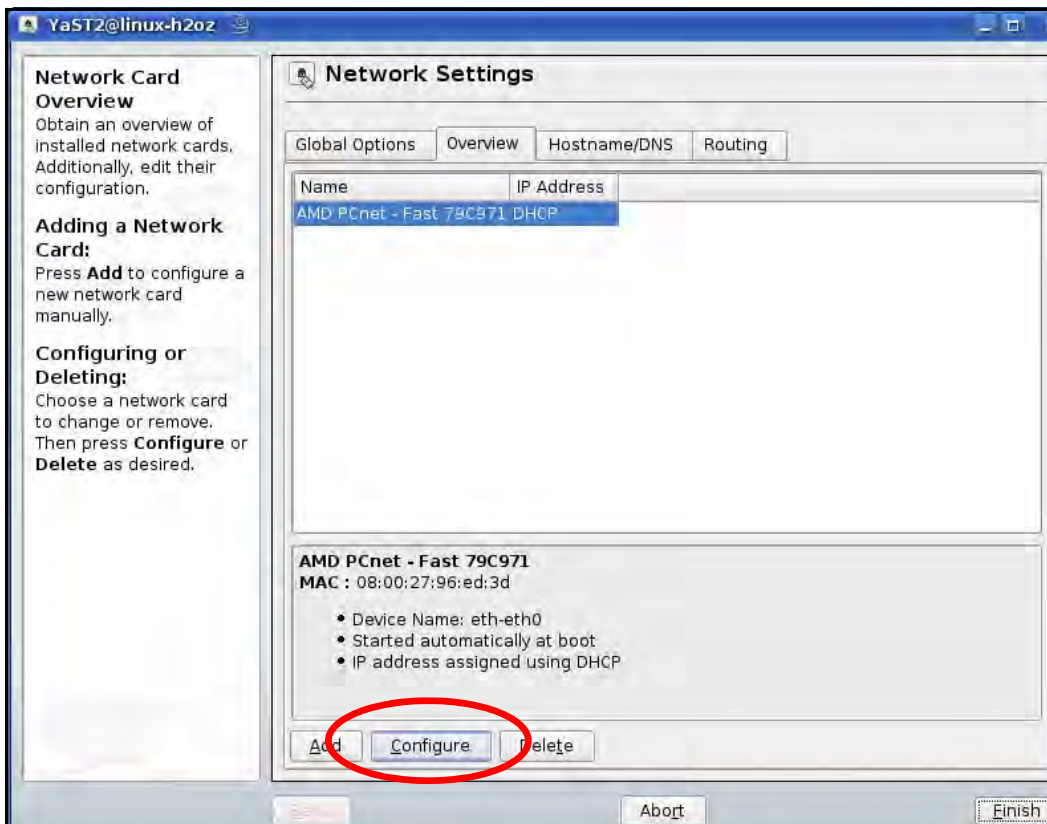 YaST2@linux-h2oz
Network Card
Overview
Obtain an overview of
installed network cards.
Additionally, edit their
configuration.
Adding a Network
Card:
Press Add to configure a
new network card
manually.
Configuring or
Deleting:
Choose a network card
to change or remove.
Then press Configure or
Delete as desired.
Network Settings
Global Options Overview Hostname/DNS Routing
Name IP Address
AMD PCnet - Fast 79C971 DHCP
AMD PCnet - Fast 79C971
MAC : 08:00:27:96:ed:3d
• Device Name: eth-eth0
• Started automatically at boot
• IP address assigned using DHCP
Add Configure Delete
Abort Finish